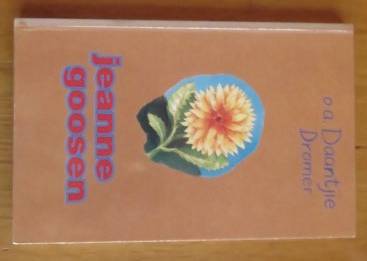 o.a. Daantjie
Dromer
jeanne
goosen